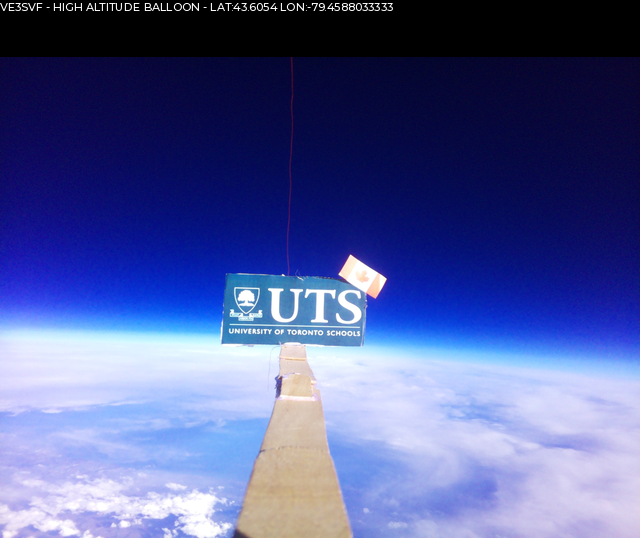 VE3SVF - HIGH ALTITUDE BALLOON - LAT:43.6054 LON:-79.4588033333
UTS
UNIVERSITY OF TORONTO SCHOOLS